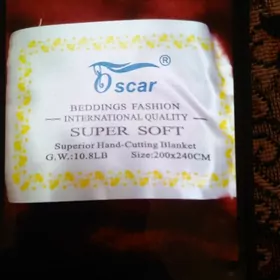 Oscar ®
BEDDINGS FASHION
— INTERNATIONAL QUALITY —
SUPER SOFT
Superior Hand-Cutting Blanket
G.W.:10.8LB Size:200x240CM